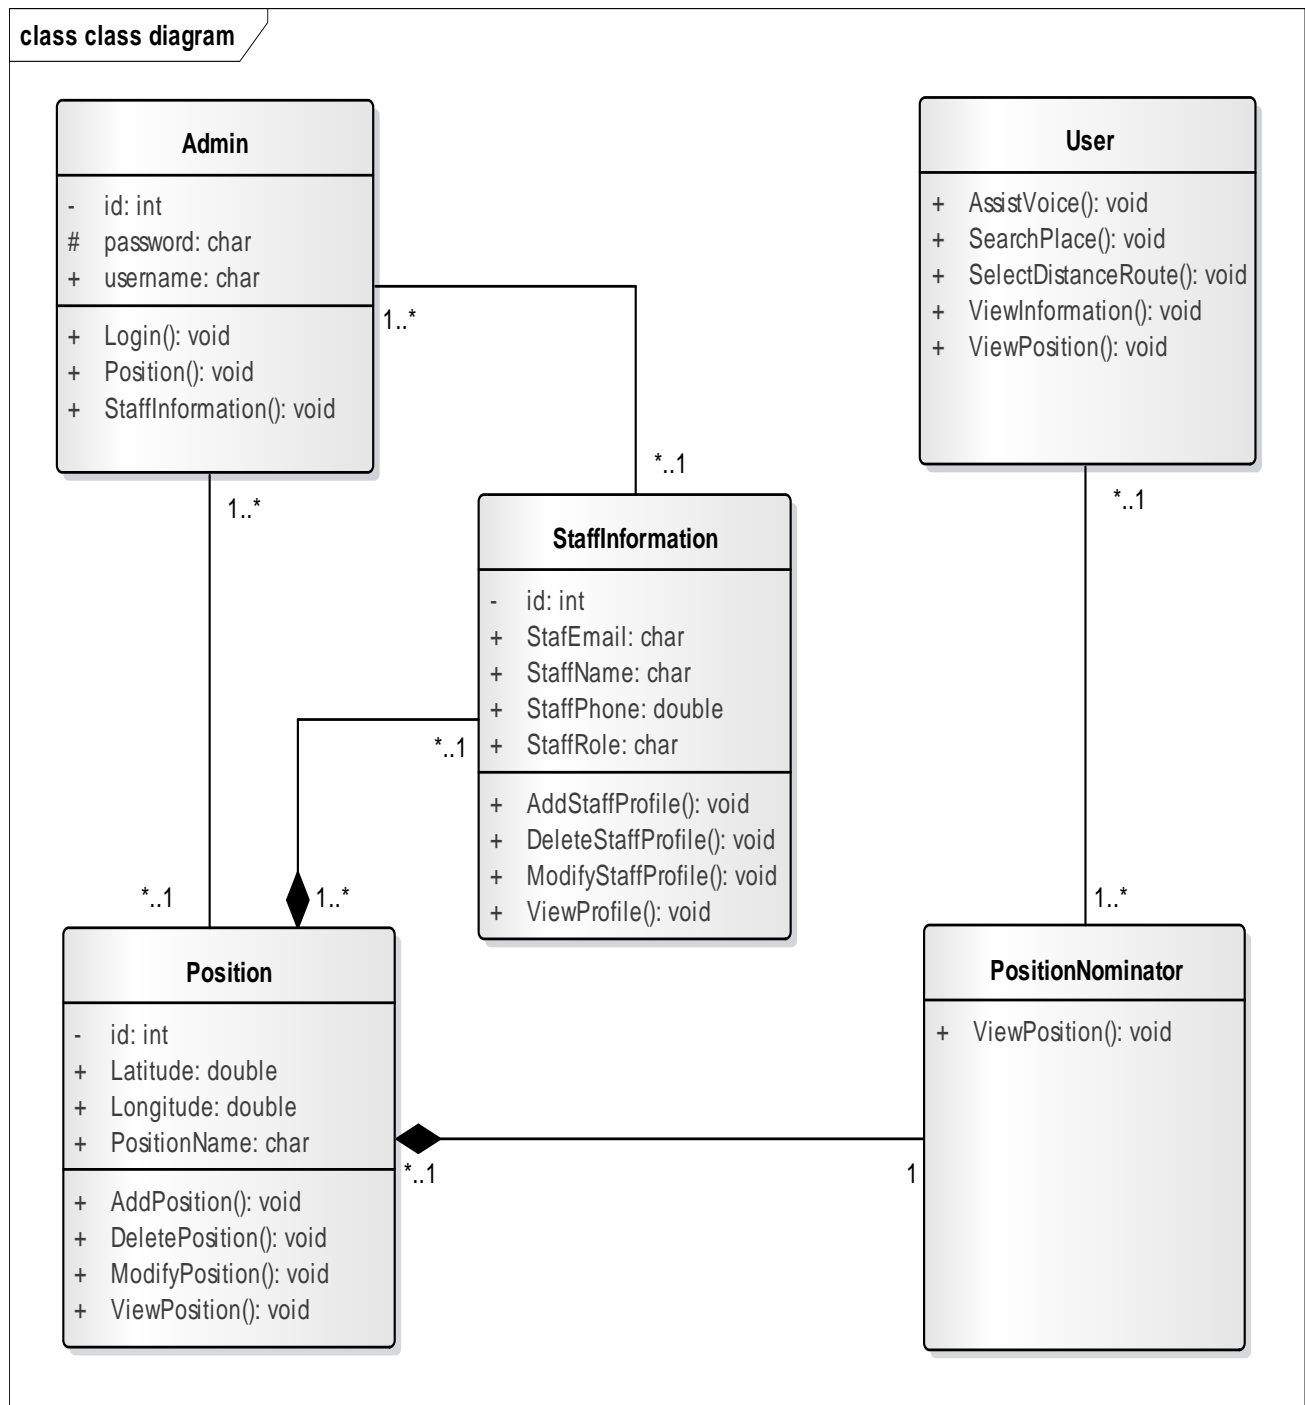 class class diagram
Admin
- id: int
# password: char
+ username: char
+ Login(): void
+ Position(): void
+ StaffInformation(): void
1..*
1..*
User
+ AssistVoice(): void
+ SearchPlace(): void
+ SelectDistanceRoute(): void
+ ViewInformation(): void
+ ViewPosition(): void
*..1
*..1
StaffInformation
- id: int
+ StafEmail: char
+ StaffName: char
+ StaffPhone: double
+ StaffRole: char
+ AddStaffProfile(): void
+ DeleteStaffProfile(): void
+ ModifyStaffProfile(): void
+ ViewProfile(): void
*..1
*..1
1..*
1..*
Position
- id: int
+ Latitude: double
+ Longitude: double
+ PositionName: char
+ AddPosition(): void
+ DeletePosition(): void
+ ModifyPosition(): void
+ ViewPosition(): void
*..1
1
PositionNominator
+ ViewPosition(): void